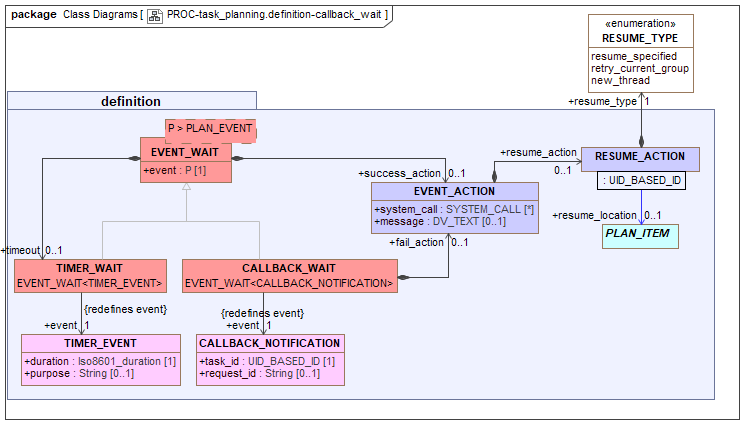 package Class Diagrams [ PROC-task_planning.definition-callback_wait ]
«enumeration»
RESUME_TYPE
resume_specified
retry_current_group
new_thread
definition
+resume_type 1
P > PLAN_EVENT
EVENT_WAIT
+event : P [1]
+success_action 0..1
+resume_action
0..1
RESUME_ACTION
: UID_BASED_ID
EVENT_ACTION
+system_call : SYSTEM_CALL [*]
+message : DV_TEXT [0..1]
+resume_location 0..1
PLAN_ITEM
+fail_action 0..1
+timeout 0..1
TIMER_WAIT
EVENT_WAIT<TIMER_EVENT>
CALLBACK_WAIT
EVENT_WAIT<CALLBACK_NOTIFICATION>
{redefines event}
+event 1
{redefines event}
+event 1
TIMER_EVENT
+duration : Iso8601_duration [1]
+purpose : String [0..1]
CALLBACK_NOTIFICATION
+task_id : UID_BASED_ID [1]
+request_id : String [0..1]